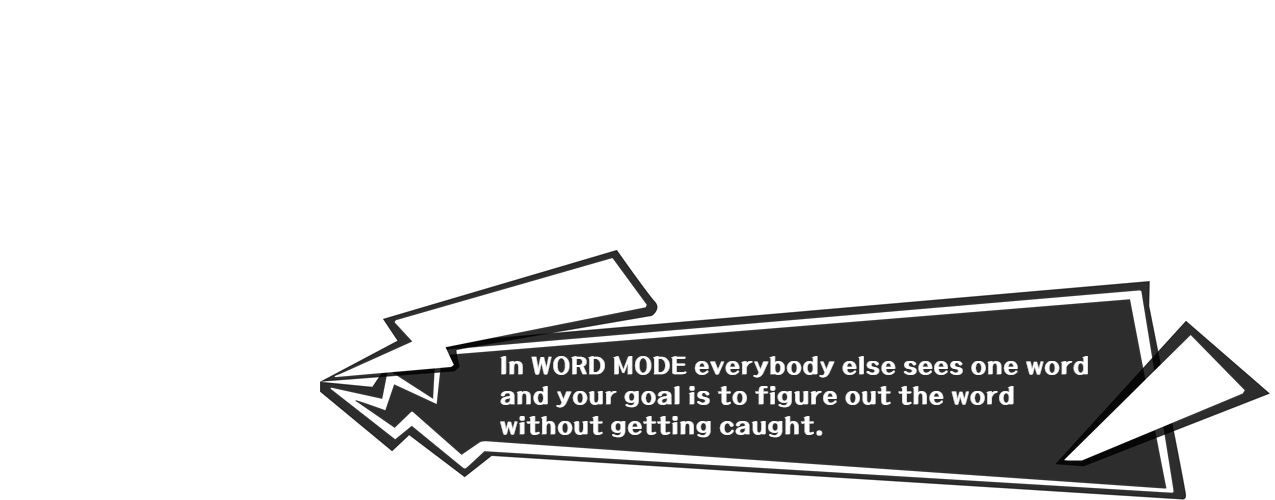 In WORD MODE everybody else sees one word
and your goal is to figure out the word
without getting caught.